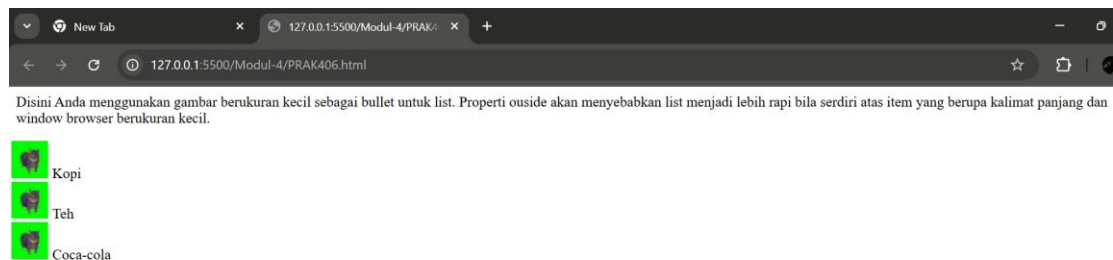 New Tab
127.0.0.1:5500/Modul-4/PRAK4
127.0.0.1:5500/Modul-4/PRAK406.html
Disini Anda menggunakan gambar berukuran kecil sebagai bullet untuk list. Properti ouside akan menyebabkan list menjadi lebih rapi bila serdiri atas item yang berupa kalimat panjang dan
window browser berukuran kecil.
Kopi
Teh
Coca-cola